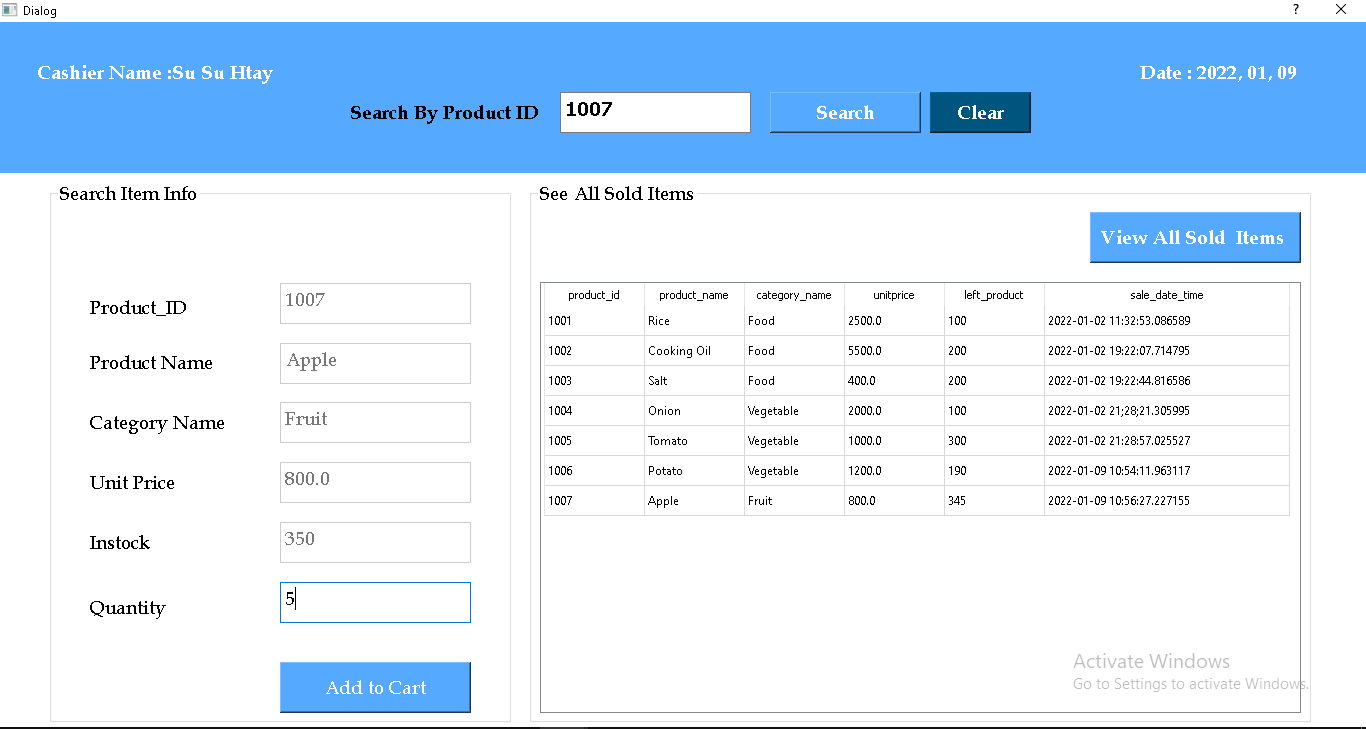 Dialog
?
Cashier Name :Su Su Htay
Date : 2022, 01, 09
Search By Product ID 1007 Search Clear
Search Item Info
Product_ID 1007
Product Name Apple
Category Name Fruit
Unit Price 800.0
Instock 350
Quantity 5
Add to Cart
See All Sold Items
View All Sold Items
product_id product_name category_name unitprice left_product sale_date_time
1001 Rice Food 2500.0 100 2022-01-02 11:32:53.086589
1002 Cooking Oil Food 5500.0 200 2022-01-02 19:22:07.714795
1003 Salt Food 400.0 200 2022-01-02 19:22:44.816586
1004 Onion Vegetable 2000.0 100 2022-01-02 21;28;21.305995
1005 Tomato Vegetable 1000.0 300 2022-01-02 21:28:57.025527
1006 Potato Vegetable 1200.0 190 2022-01-09 10:54:11.963117
1007 Apple Fruit 800.0 345 2022-01-09 10:56:27.227155
Activate Windows
Go to Settings to activate Windows.